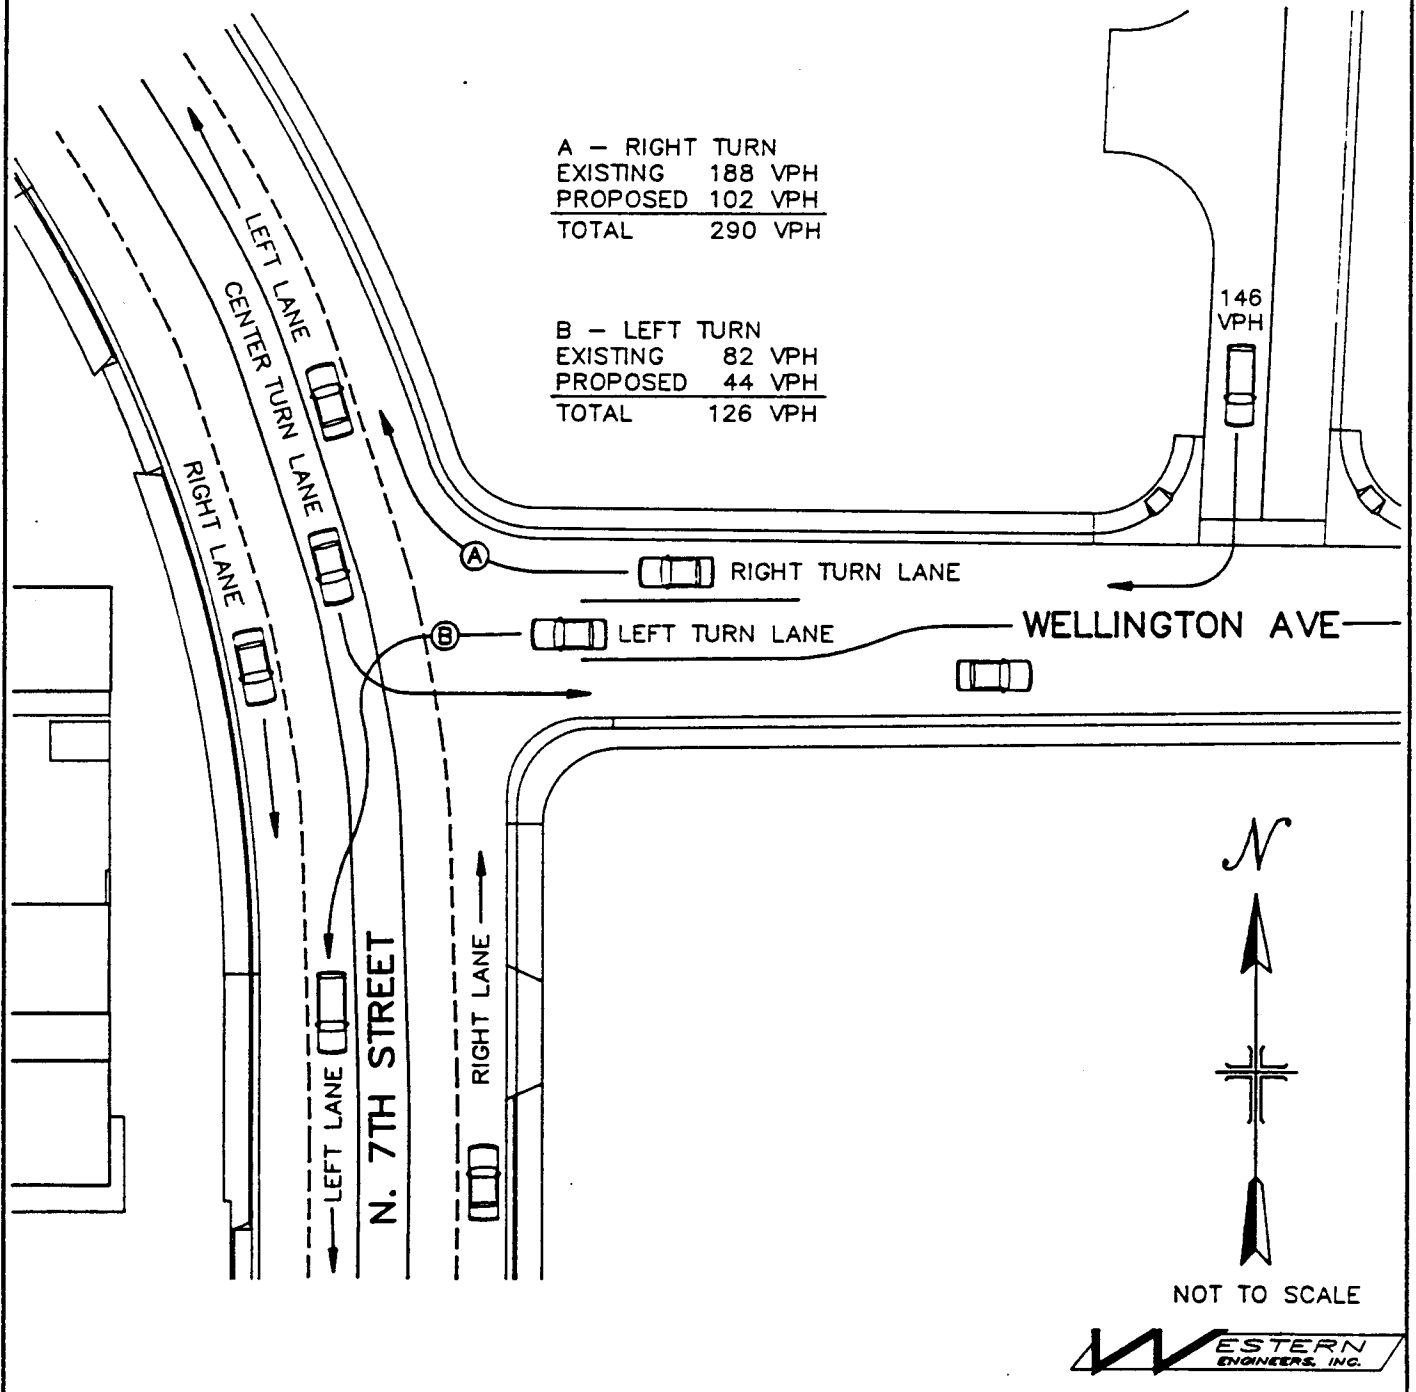 A – RIGHT TURN
EXISTING 188 VPH
PROPOSED 102 VPH
TOTAL 290 VPH
B – LEFT TURN
EXISTING 82 VPH
PROPOSED 44 VPH
TOTAL 126 VPH
146
VPH
LEFT LANE
CENTER TURN LANE
RIGHT LANE
A
RIGHT TURN LANE
B
LEFT TURN LANE
WELLINGTON AVE
N
N. 7TH STREET
RIGHT LANE
LEFT LANE
NOT TO SCALE
WESTERN
ENGINEERS, INC.